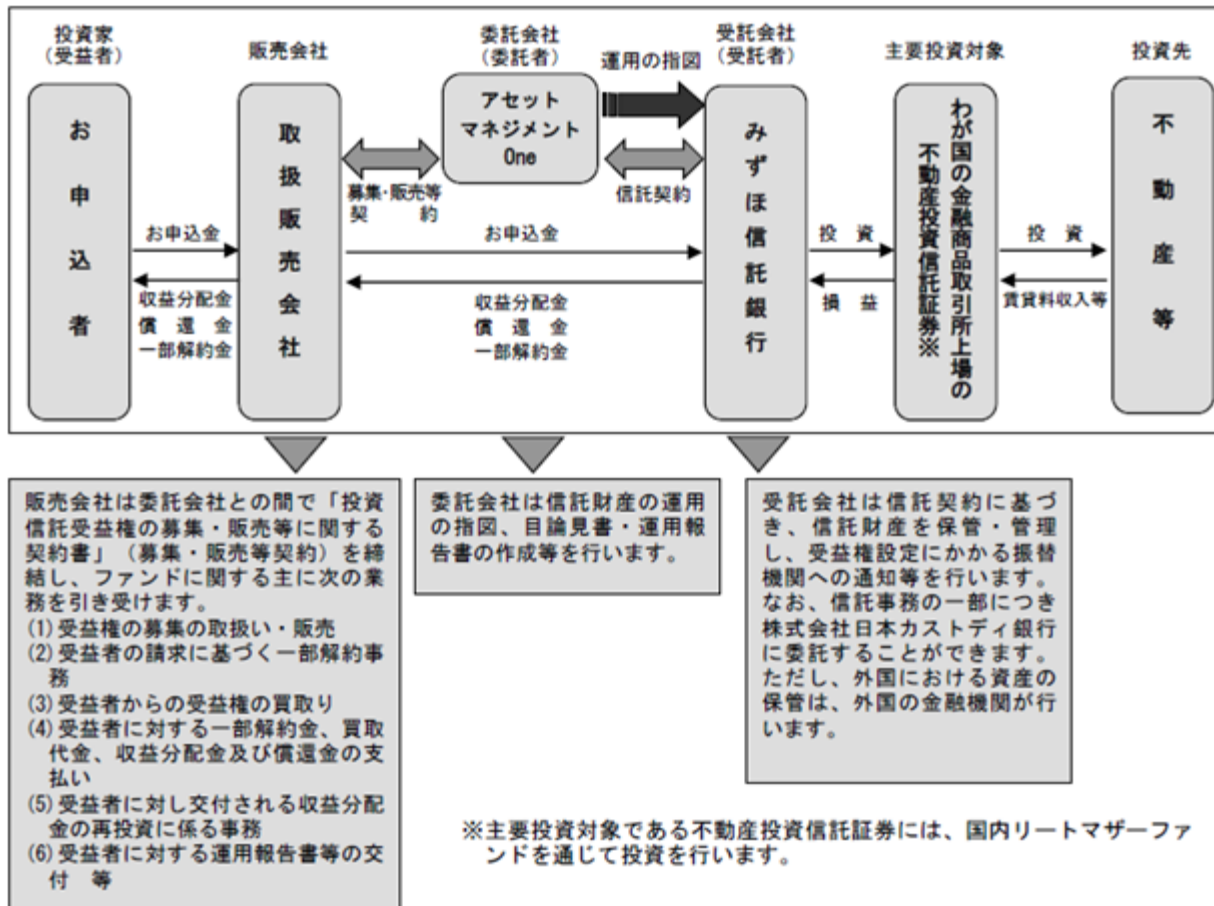 投資家
（受益者）
販売会社
委託会社
（委託者）
運用の指図
受託会社
（受託者）
主要投資対象
投資先
お申込者
取扱販売会社
アセット
マネジメント
One
みずほ信託銀行
わが国の金融商品取引所上場の
不動産投資信託証券※
不動産等
募集・販売等
契　　約
信託契約
お申込金
収益分配金
償　還　金
一部解約金
お申込金
収益分配金
償　還　金
一部解約金
投　資
損　益
投　資
賃貸料収入等
販売会社は委託会社との間で「投資
信託受益権の募集・販売等に関する
契約書」（募集・販売等契約）を締
結し、ファンドに関する主に次の業
務を引き受けます。
(1)受益権の募集の取扱い・販売
(2)受益者の請求に基づく一部解約事
務
(3)受益者からの受益権の買取り
(4)受益者に対する一部解約金、買取
代金、収益分配金及び償還金の支
払い
(5)受益者に対し交付される収益分配
金の再投資に係る事務
(6)受益者に対する運用報告書等の交
付　等
委託会社は信託財産の運用
の指図、目論見書・運用報
告書の作成等を行います。
受託会社は信託契約に基づ
き、信託財産を保管・管理
し、受益権設定にかかる振替
機関への通知等を行います。
なお、信託事務の一部につき
株式会社日本カストディ銀行
に委託することができます。
ただし、外国における資産の
保管は、外国の金融機関が行
います。
※主要投資対象である不動産投資信託証券には、国内リートマザーファ
ンドを通じて投資を行います。